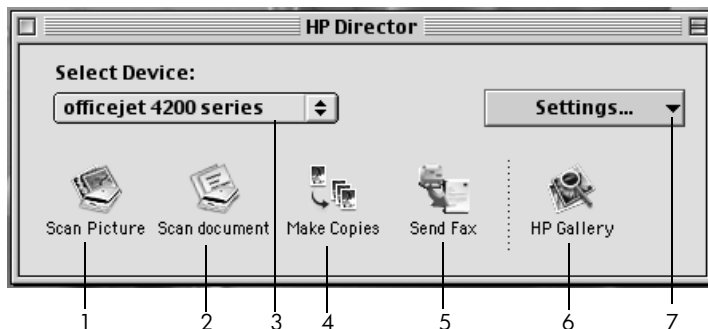 HP Director
Select Device:
officejet 4200 series
Settings...
Scan Picture Scan document Make Copies Send Fax HP Gallery
1 2 3 4 5 6 7